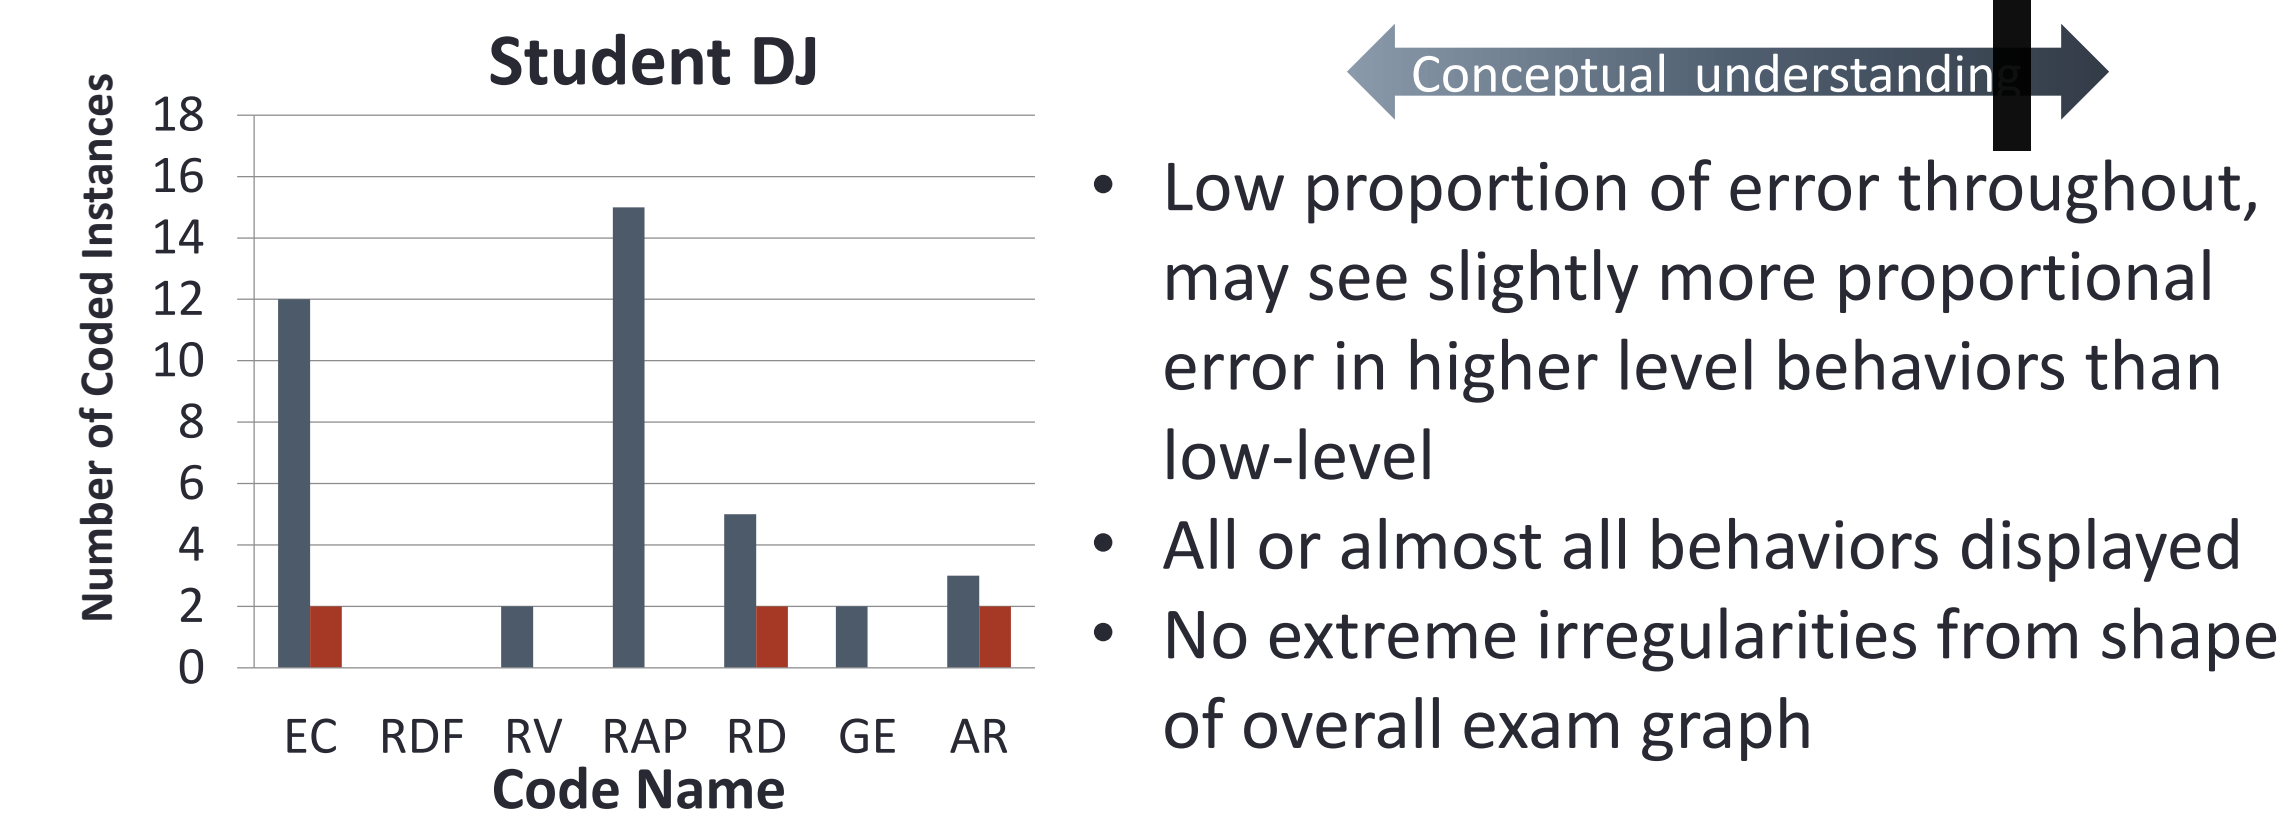 Student DJ
Number of Coded Instances
18
16
14
12
10
8
6
4
2
0
EC RDF RV RAP RD GE AR
Code Name
Conceptual understanding
• Low proportion of error throughout,
may see slightly more proportional
error in higher level behaviors than
low-level
• All or almost all behaviors displayed
• No extreme irregularities from shape
of overall exam graph